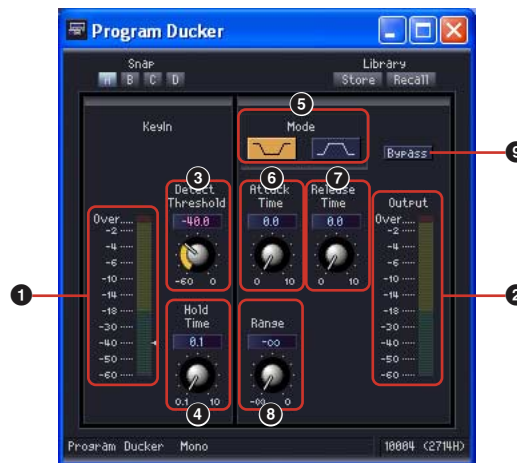 Program Ducker
Snap
A B C D
Library
Store Recall
5
KeyIn
Mode
Bypass
9
3
6
7
Detect
Threshold
Attack
Time
Release
Time
Output
-40.0
0.0
0.0
Over
-2
-4
-6
-10
-14
-18
-30
-40
-50
-60
Over
-2
-4
-6
-10
-14
-18
-30
-40
-50
-60
-60 0
0 10
0 10
1
2
Hold
Time
Range
0.1
-∞
0.1 10
-∞ 0
4
8
Program Ducker Mono
10004 (2714H)